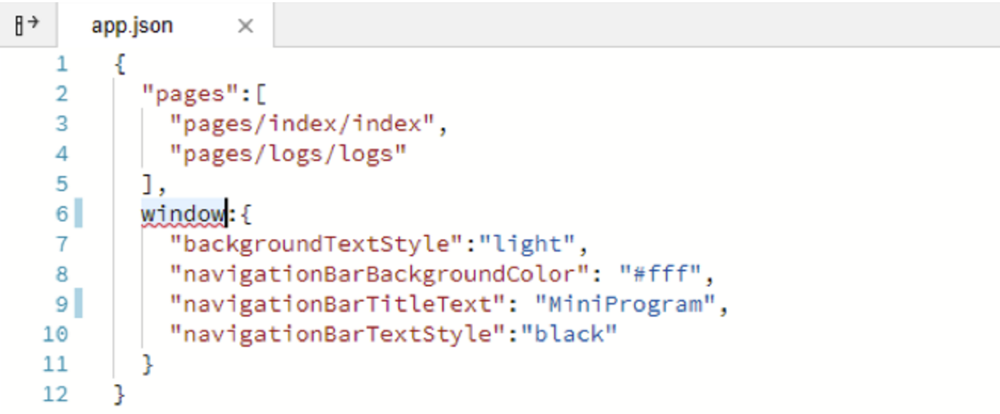 app.json ×
1 {
2 "pages":[
3 "pages/index/index",
4 "pages/logs/logs"
5 ],
6 window:{
7 "backgroundTextStyle":"light",
8 "navigationBarBackgroundColor": "#fff",
9 "navigationBarTitleText": "MiniProgram",
10 "navigationBarTextStyle":"black"
11 }
12 }